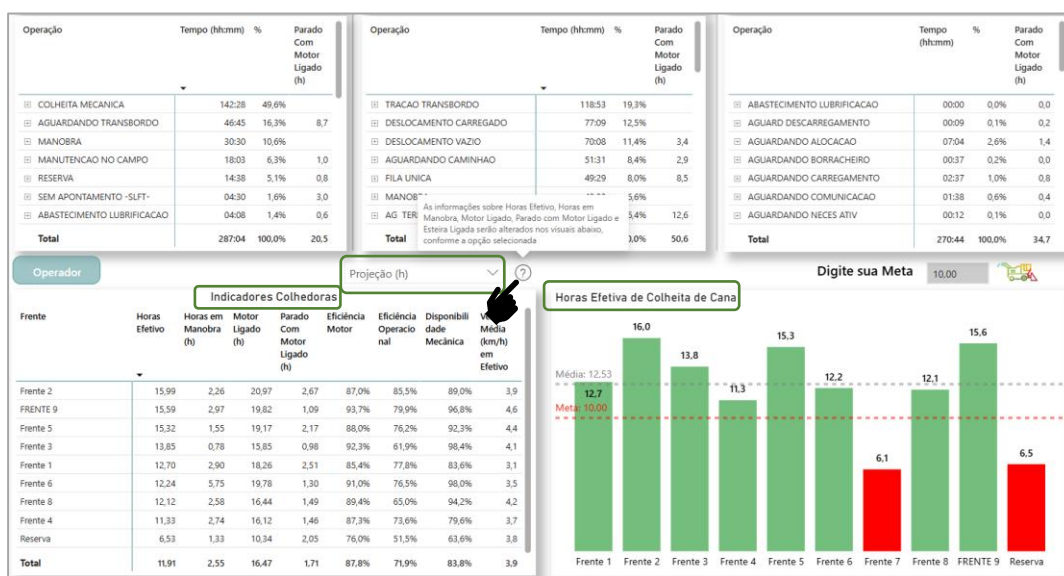 Operação Tempo (hh:mm) % Parado Com Motor Ligado (h)
COLHEITA MECANICA 142:28 49,6%
AGUARDANDO TRANSBORDO 46:45 16,3% 8,7
MANOBRA 30:30 10,6%
MANUTENCAO NO CAMPO 18:03 6,3% 1,0
RESERVA 14:38 5,1% 0,8
SEM APONTAMENTO -SLFT- 04:30 1,6% 3,0
ABASTECIMENTO LUBRIFICACAO 04:08 1,4% 0,6
Total 287:04 100,0% 20,5
Operação Tempo (hh:mm) % Parado Com Motor Ligado (h)
TRACAO TRANSBORDO 118:53 19,3%
DESLOCAMENTO CARREGADO 77:09 12,5%
DESLOCAMENTO VAZIO 70:08 11,4% 3,4
AGUARDANDO CAMINHAO 51:31 8,4% 2,9
FILA UNICA 49:29 8,0% 8,5
AG 12,6
Total 50,6
As informações sobre Horas Efetivo, Horas em
Manobra, Motor Ligado, Parado com Motor Ligado e
Esteira Ligada serão alterados nos visuais abaixo,
conforme a opção selecionada
Operação Tempo (hh:mm) % Parado Com Motor Ligado (h)
ABASTECIMENTO LUBRIFICACAO 00:00 0,0% 0,0
AGUARD DESCARREGAMENTO 00:09 0,1% 0,2
AGUARDANDO ALOCACAO 07:04 2,6% 1,4
AGUARDANDO BORRACHEIRO 00:37 0,2% 0,0
AGUARDANDO CARREGAMENTO 02:37 1,0% 0,8
AGUARDANDO COMUNICACAO 01:38 0,6% 0,4
AGUARDANDO NECES ATIV 00:12 0,1% 0,0
Total 270:44 100,0% 34,7
Operador
Projeção (h)
?
Digite sua Meta 10.00
Indicadores Colhedoras
Frente Horas Efetivo Horas em Manobra (h) Motor Ligado (h) Parado Com Motor Ligado (h) Eficiência Motor Eficiência Operacio nal Disponibili dade Mecânica Média (km/h) em Efetivo
Frente 2 15,99 2,26 20,97 2,67 87,0% 85,5% 89,0% 3,9
FRENTE 9 15,59 2,97 19,82 1,09 93,7% 79,9% 96,8% 4,6
Frente 5 15,32 1,55 19,17 2,17 88,0% 76,2% 92,3% 4,4
Frente 3 13,85 0,78 15,85 0,98 92,3% 61,9% 98,4% 4,1
Frente 1 12,70 2,90 18,26 2,51 85,4% 77,8% 83,6% 3,1
Frente 6 12,24 5,75 19,78 1,30 91,0% 76,5% 98,0% 3,5
Frente 8 12,12 2,58 16,44 1,49 89,4% 65,0% 94,2% 4,2
Frente 4 11,33 2,74 16,12 1,46 87,3% 73,6% 79,6% 3,7
Reserva 6,53 1,33 10,34 2,05 76,0% 51,5% 63,6% 3,8
Total 11,91 2,55 16,47 1,71 87,8% 71,9% 83,8% 3,9
Horas Efetiva de Colheita de Cana
Média: 12,53
Meta: 10.00
12,7 16,0 13,8 11,3 15,3 12,2 6,1 12,1 15,6 6,5
Frente 1 Frente 2 Frente 3 Frente 4 Frente 5 Frente 6 Frente 7 Frente 8 FRENTE 9 Reserva